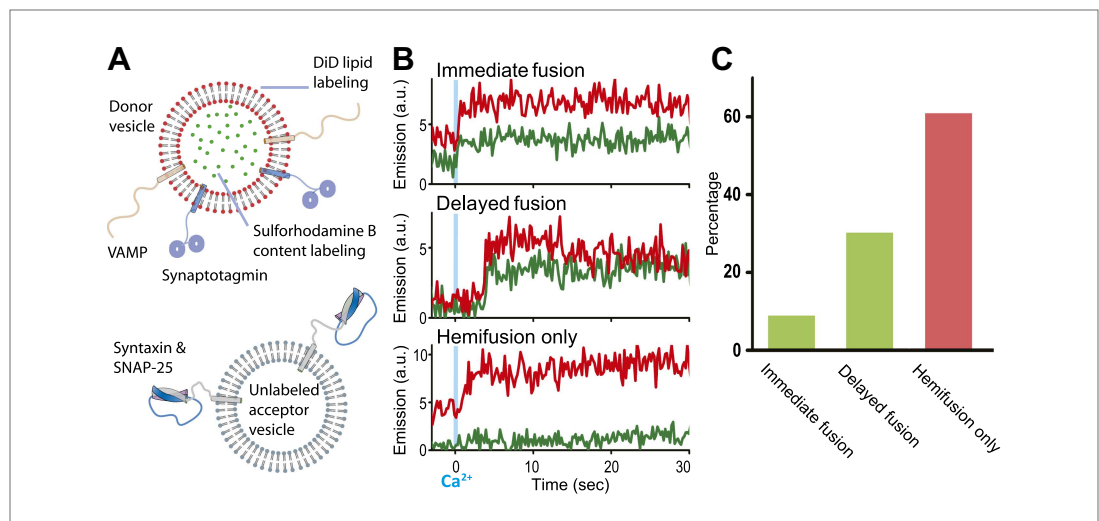 A
DiD lipid
labeling
Donor
vesicle
VAMP
Sulforhodamine B
content labeling
Synaptotagmin
Syntaxin &
SNAP-25
Unlabeled
acceptor
vesicle
B
Immediate fusion
Emission (a.u.)
5
0
Delayed fusion
Emission (a.u.)
5
0
Hemifusion only
Emission (a.u.)
10
5
0
0 10 20 30
Ca²⁺
Time (sec)
C
Percentage
60
40
20
0
Immediate fusion
Delayed fusion
Hemifusion only